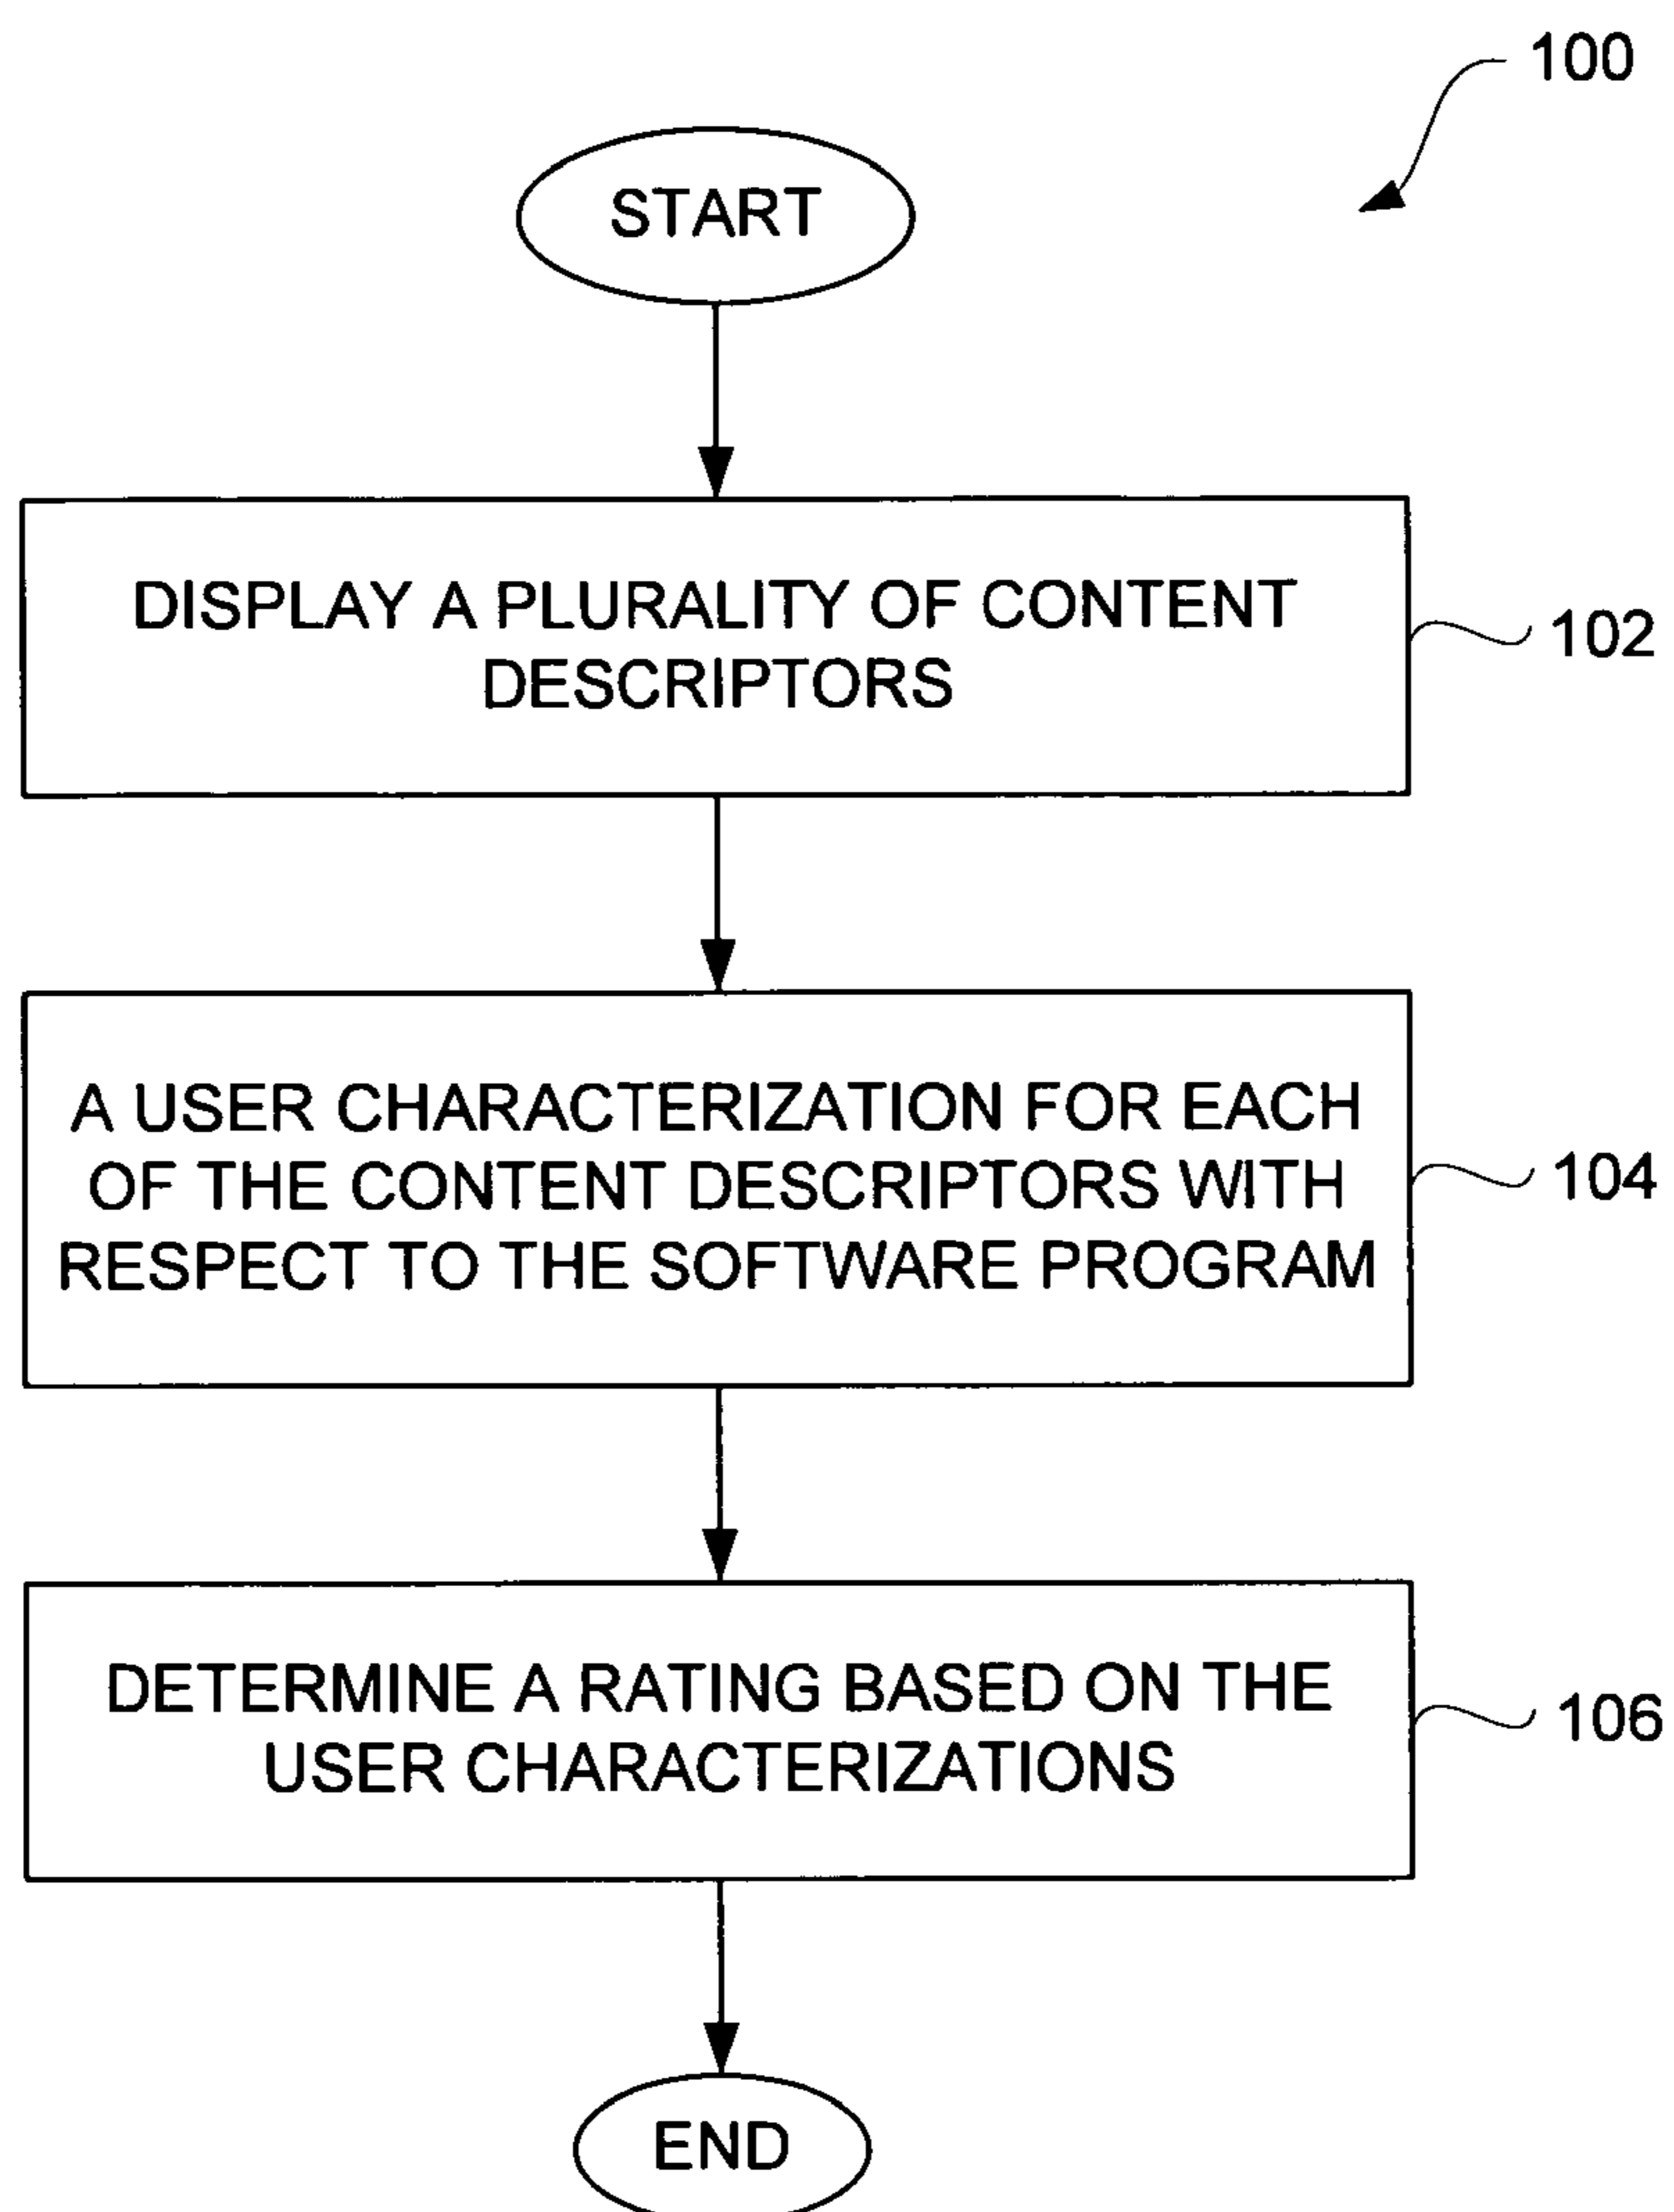 100
START
DISPLAY A PLURALITY OF CONTENT
DESCRIPTORS
102
A USER CHARACTERIZATION FOR EACH
OF THE CONTENT DESCRIPTORS WITH
RESPECT TO THE SOFTWARE PROGRAM
104
DETERMINE A RATING BASED ON THE
USER CHARACTERIZATIONS
106
END